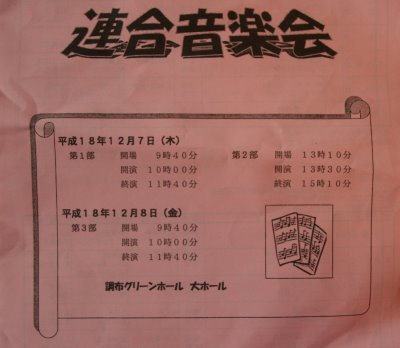 連合音楽会
平成18年12月7日（木）
第1部　開場　9時40分　第2部　開場　13時10分
開演　10時00分　開演　13時30分
終演　11時40分　終演　15時10分
平成18年12月8日（金）
第3部　開場　9時40分
開演　10時00分
終演　11時40分
調布グリーンホール　大ホール